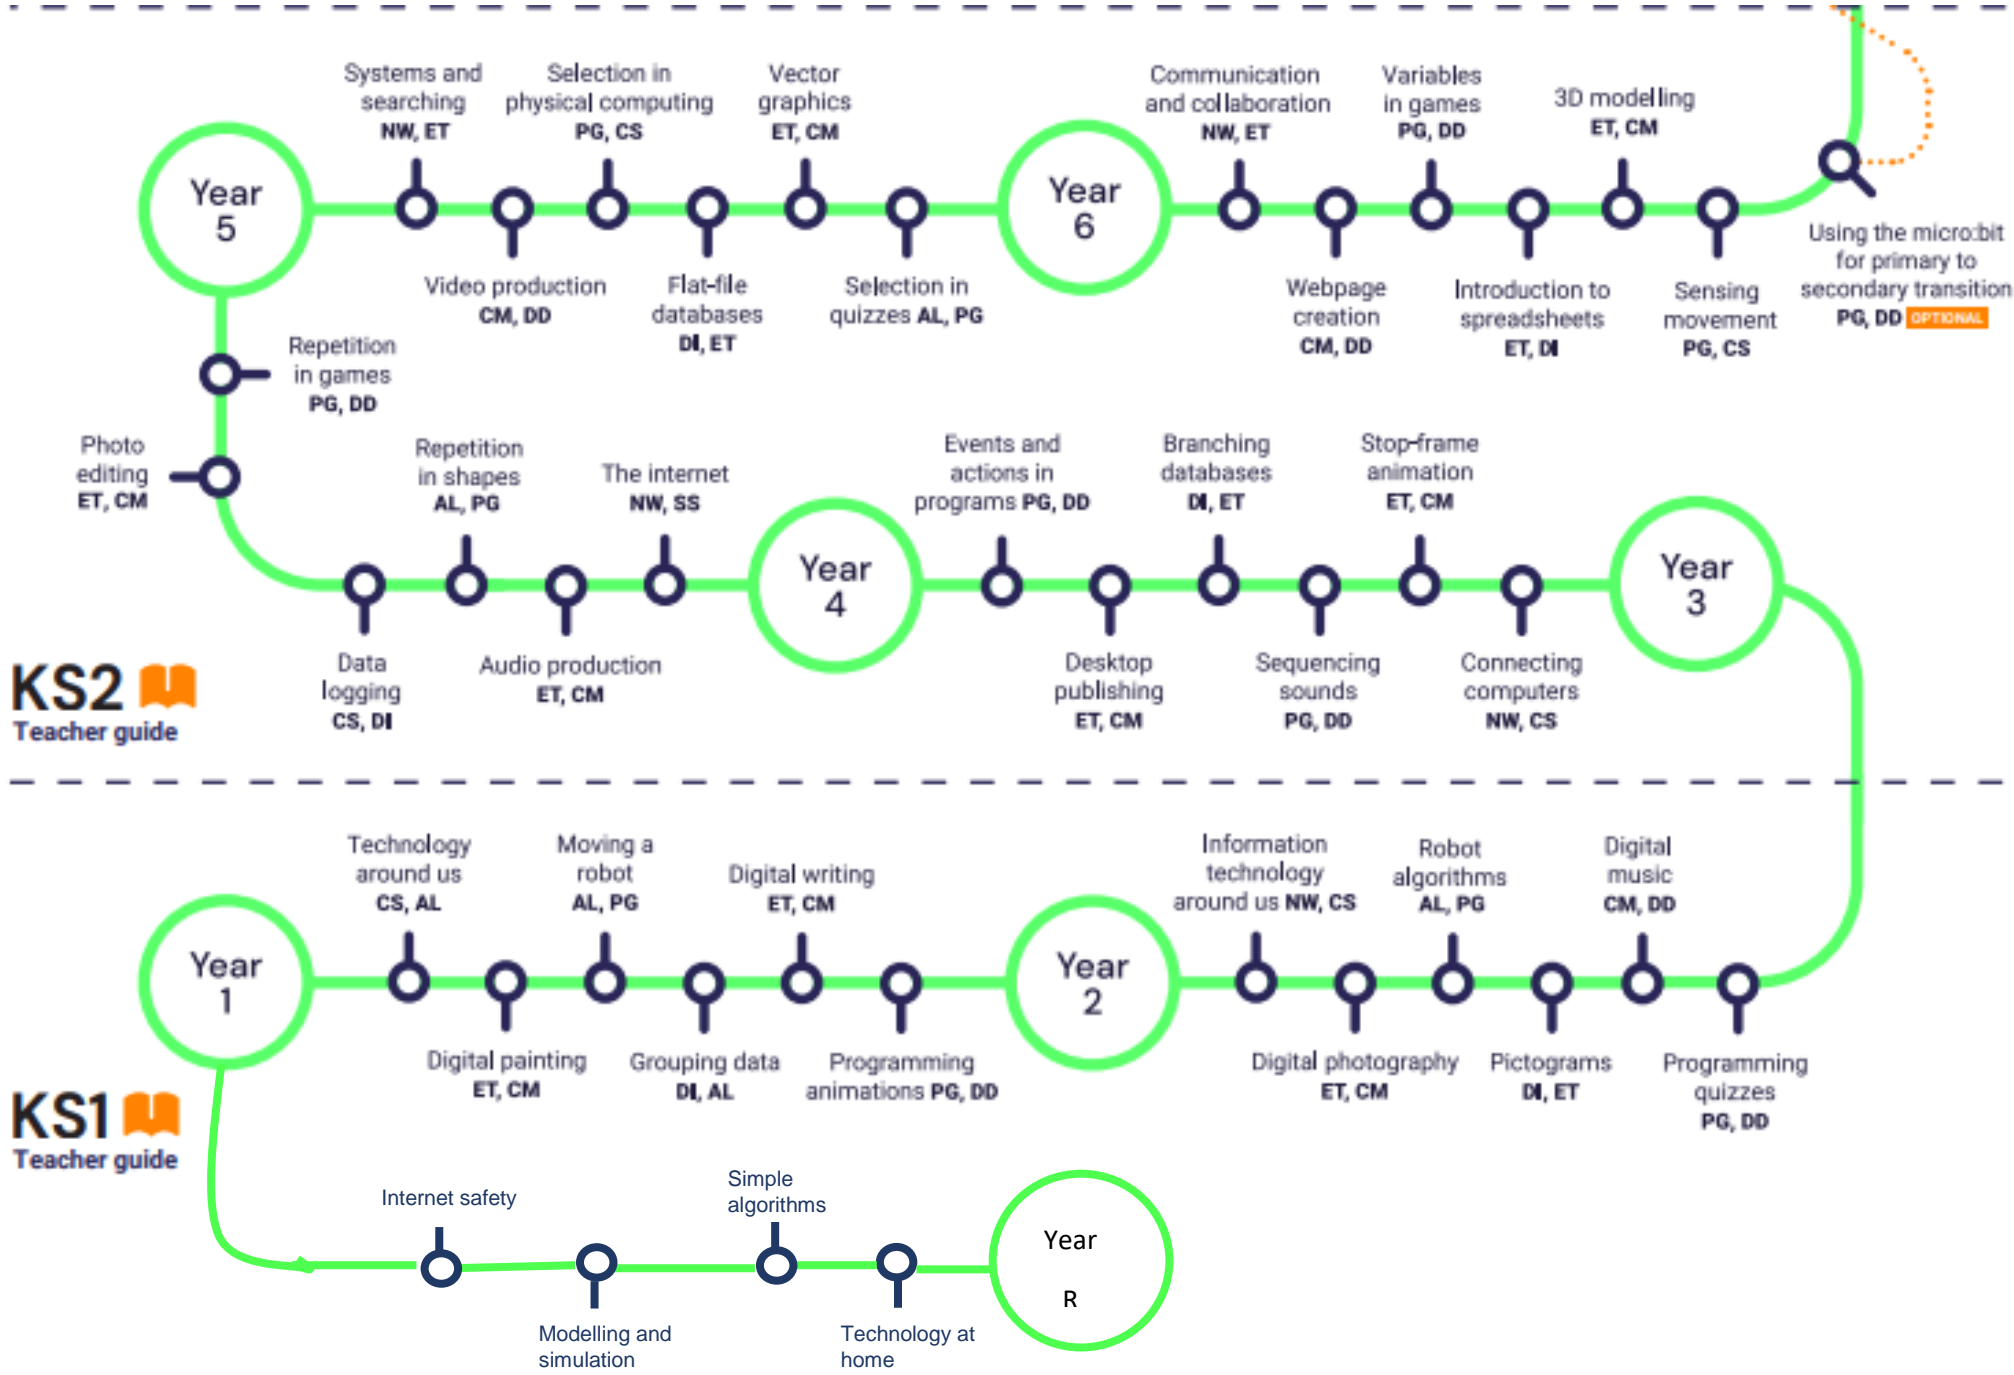 Systems and
searching
NW, ET
Selection in
physical computing
PG, CS
Vector
graphics
ET, CM
Communication
and collaboration
NW, ET
Variables
in games
PG, DD
3D modelling
ET, CM
Year
5
Year
6
Video production
CM, DD
Flat-file
databases
DI, ET
Selection in
quizzes AL, PG
Webpage
creation
CM, DD
Introduction to
spreadsheets
ET, DI
Sensing
movement
PG, CS
Using the micro:bit
for primary to
secondary transition
PG, DD OPTIONAL
Repetition
in games
PG, DD
Photo
editing
ET, CM
Repetition
in shapes
AL, PG
The internet
NW, SS
Events and
actions in
programs PG, DD
Branching
databases
DI, ET
Stop-frame
animation
ET, CM
Year
4
Year
3
Data
logging
CS, DI
Audio production
ET, CM
Desktop
publishing
ET, CM
Sequencing
sounds
PG, DD
Connecting
computers
NW, CS
KS2
Teacher guide
Technology
around us
CS, AL
Moving a
robot
AL, PG
Digital writing
ET, CM
Information
technology
around us NW, CS
Robot
algorithms
AL, PG
Digital
music
CM, DD
Year
1
Year
2
Digital painting
ET, CM
Grouping data
DI, AL
Programming
animations PG, DD
Digital photography
ET, CM
Pictograms
DI, ET
Programming
quizzes
PG, DD
KS1
Teacher guide
Internet safety
Simple
algorithms
Year
R
Modelling and
simulation
Technology at
home